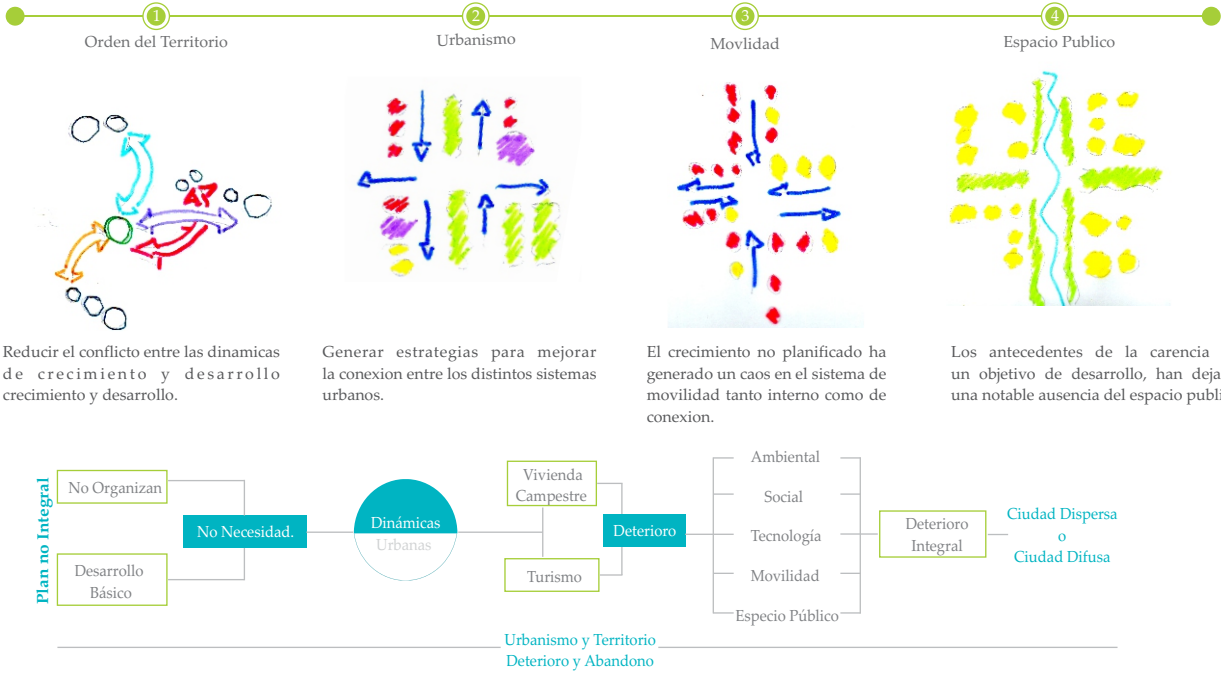 1
Orden del Territorio
2
Urbanismo
3
Movlidad
4
Espacio Publico
Reducir el conflicto entre las dinamicas
de crecimiento y desarrollo
crecimiento y desarrollo.
Generar estrategias para mejorar
la conexion entre los distintos sistemas
urbanos.
El crecimiento no planificado ha
generado un caos en el sistema de
movilidad tanto interno como de
conexion.
Los antecedentes de la carencia
un objetivo de desarrollo, han deja
una notable ausencia del espacio publi
Plan no Integral
No Organizan
Desarrollo
Básico
No Necesidad.
Dinámicas
Urbanas
Vivienda
Campestre
Turismo
Deterioro
Ambiental
Social
Tecnología
Movilidad
Especio Público
Deterioro
Integral
Ciudad Dispersa
o
Ciudad Difusa
Urbanismo y Territorio
Deterioro y Abandono